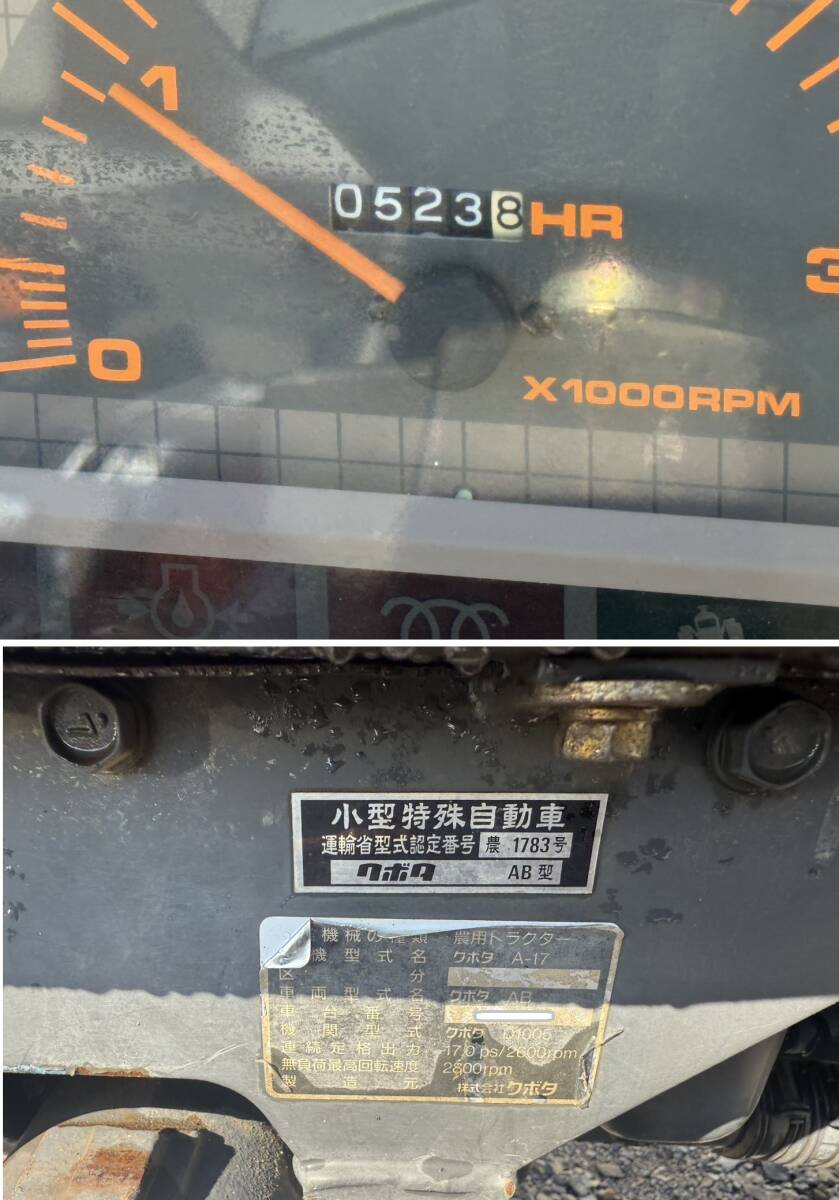 1
05238 HR
3
0
X1000RPM
小型特殊自動車
運輸省型式認定番号 農 1783号
クボタ AB型
機械の種類 農用トラクター
機型式名 クボタ A-17
区分
車両型式名 クボタ AB
車台番号
機関型式 クボタ D1005
連続定格出力 17.0 ps/2600rpm
無負荷最高回転速度 2800rpm
製造元 株式会社クボタ